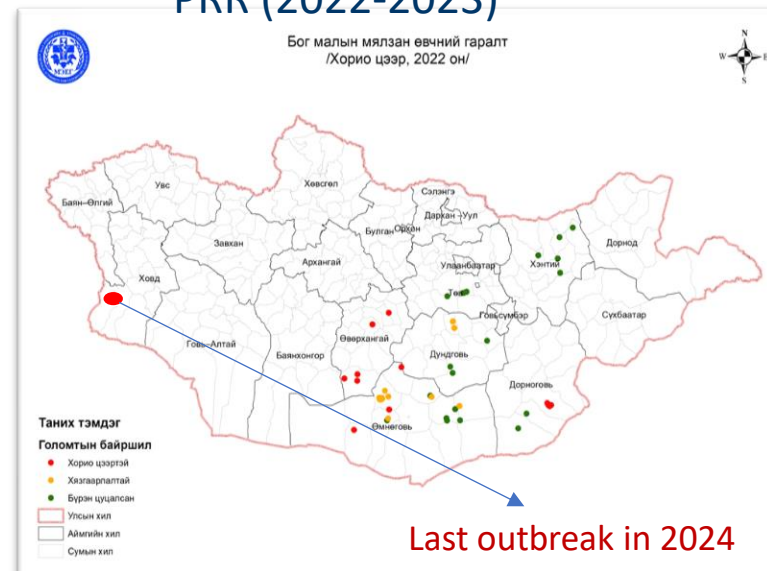 PRR (2022-2023)
Бог малын мялзан өвчний гаралт
/Хорио цээр, 2022 он/
N
W
E
S
МЭЕГ
Увс
Хөвсгөл
Сэлэнгэ
Баян–Өлгий
Дархан –Уул
Завхан
Булган
Орхон
Дорнод
Архангай
Улаанбаатар
Хэнтий
Ховд
Төв
Говьсүмбэр
Сүхбаатар
Өвөрхангай
Говь–Алтай
Баянхонгор
Дундговь
Дорноговь
Өмнөговь
Таних тэмдэг
Голомтын байршил
Хорио цээртэй
Хязгаарлалтай
Бүрэн цуцалсан
Улсын хил
Аймгийн хил
Сумын хил
Last outbreak in 2024